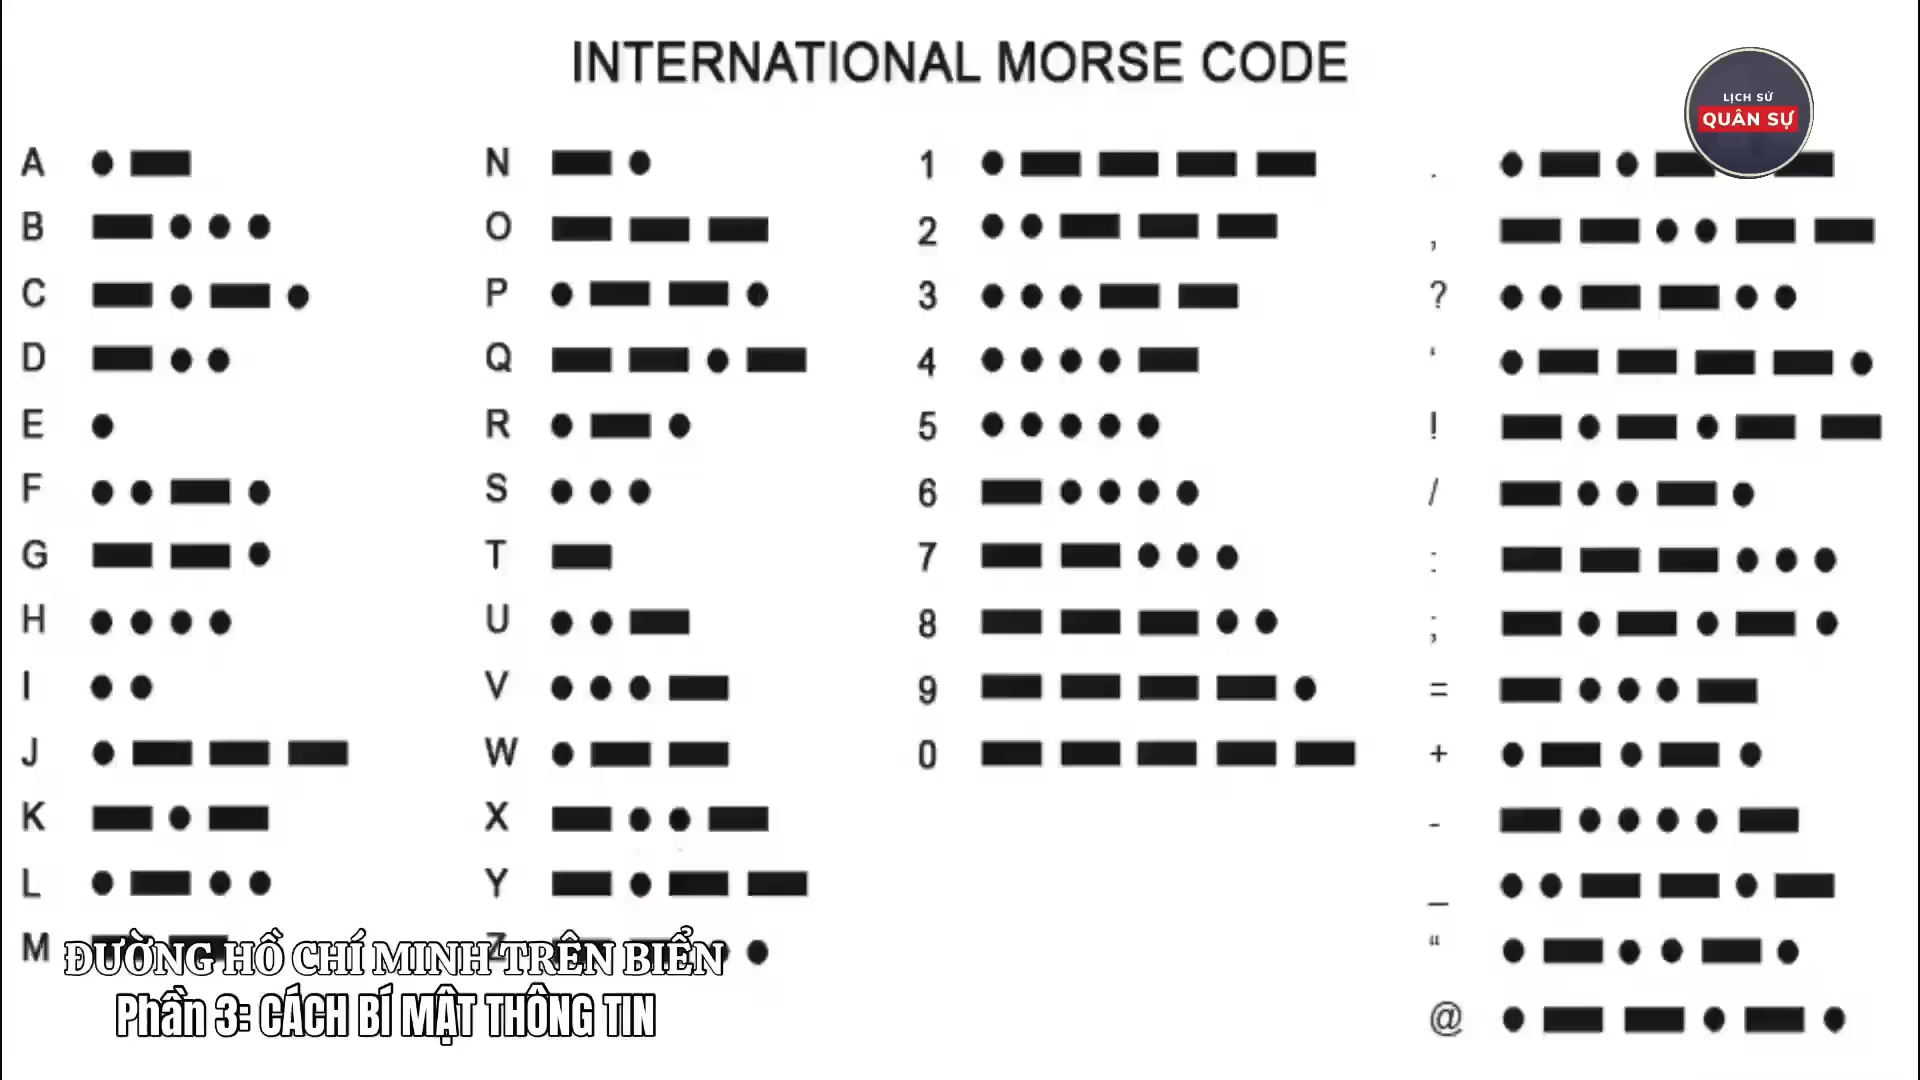 INTERNATIONAL MORSE CODE
LỊCH SỬ
QUÂN SỰ
A
B
C
D
E
F
G
H
I
J
K
L
M
N
O
P
Q
R
S
T
U
V
W
X
Y
Z
1
2
3
4
5
6
7
8
9
0
.
,
?
‘
!
/
:
;
=
+
-
_
“
@
ĐƯỜNG HỒ CHÍ MINH TRÊN BIỂN
Phần 3: CÁCH BÍ MẬT THÔNG TIN